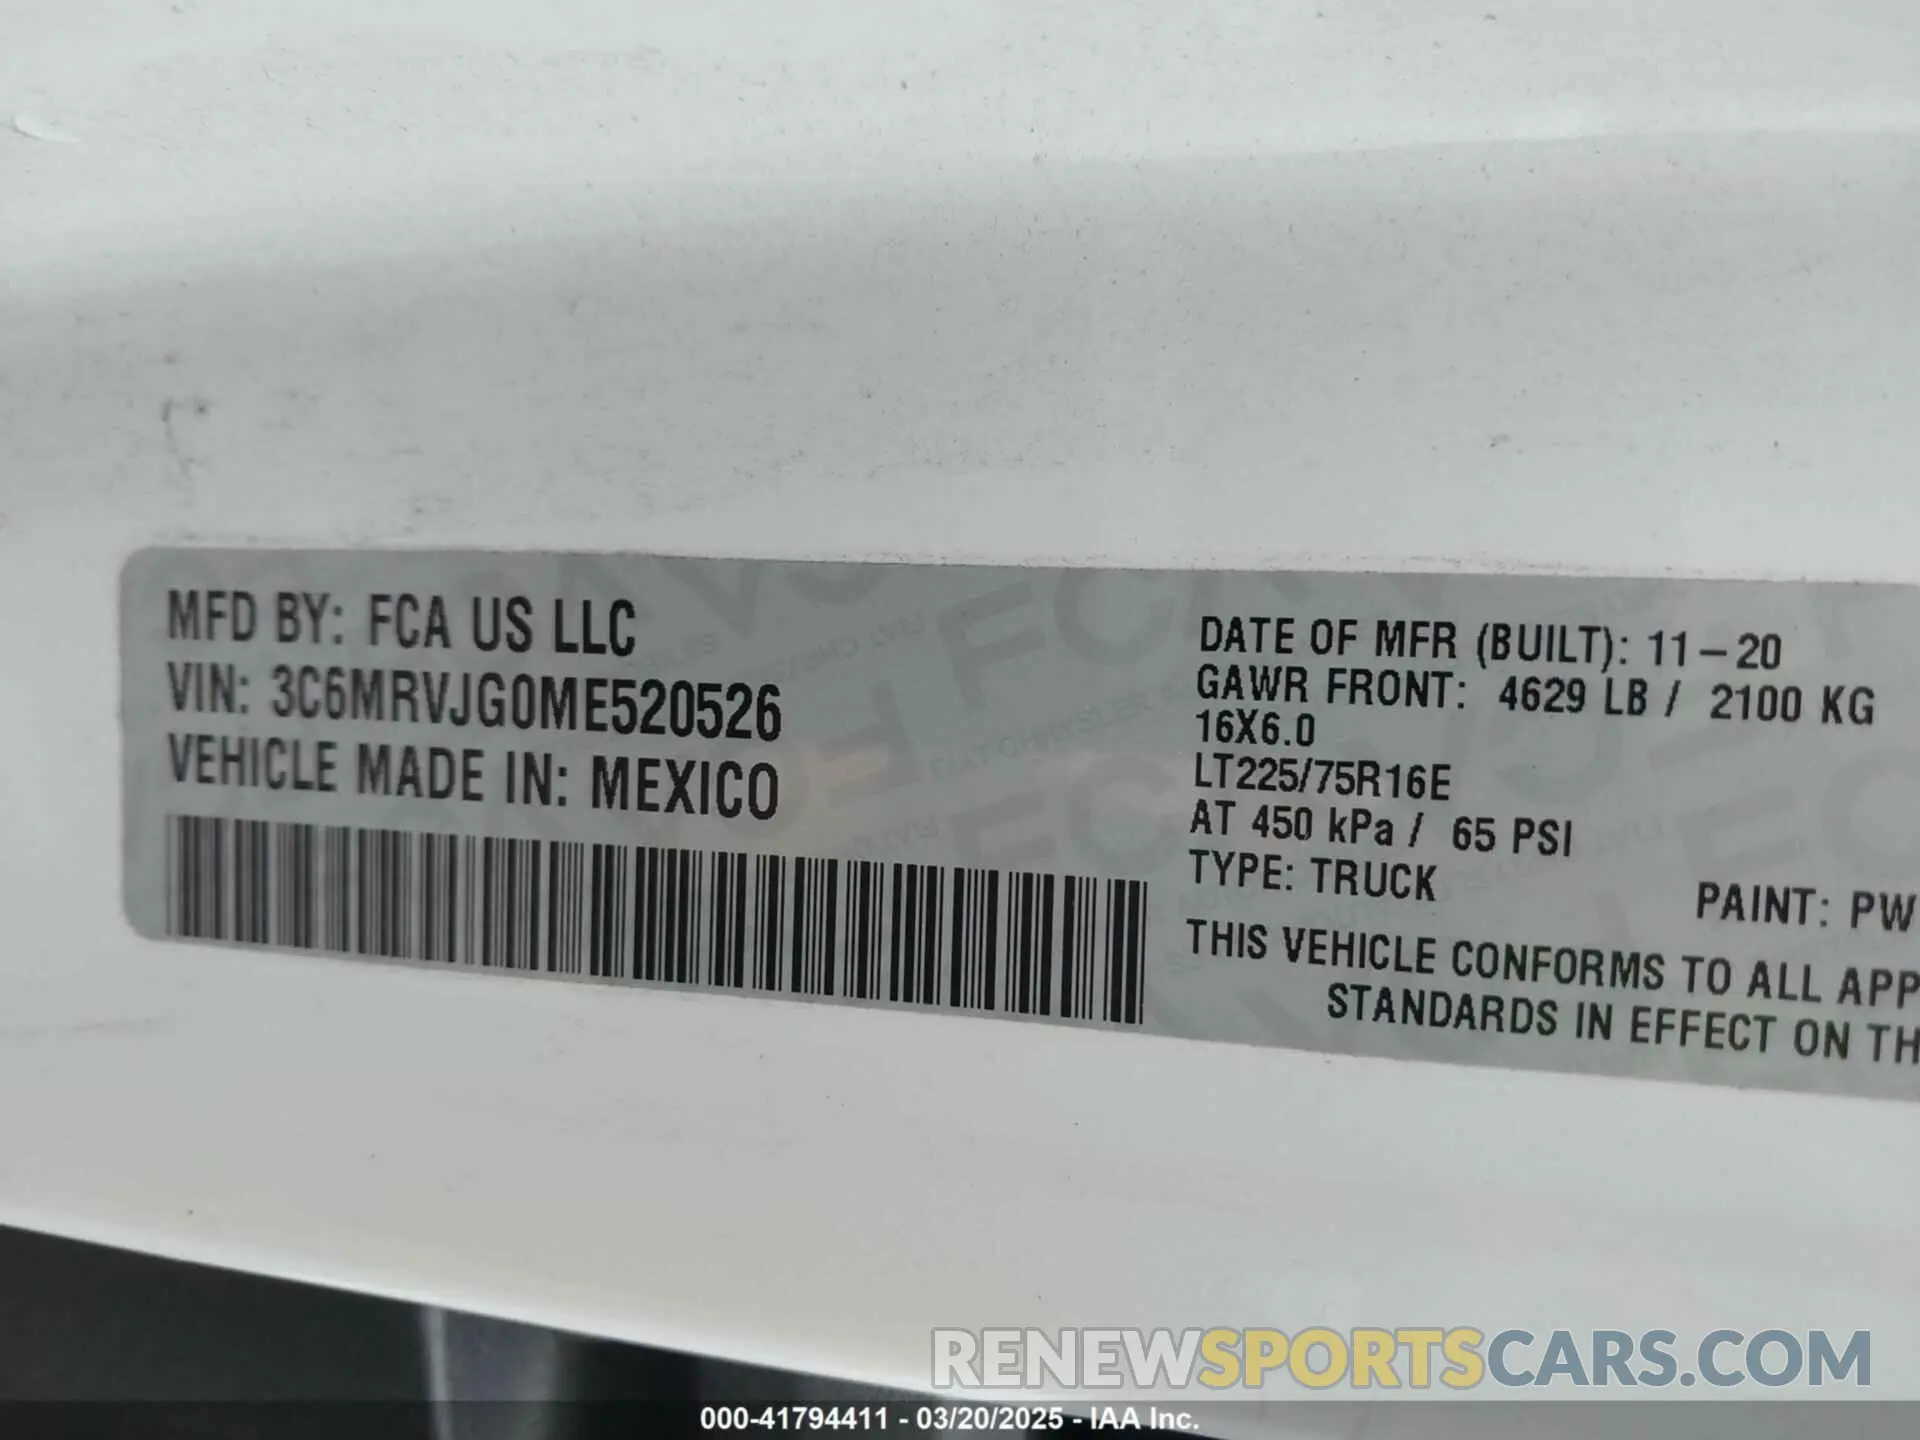 MFD BY: FCA US LLC
VIN: 3C6MRVJG0ME520526
VEHICLE MADE IN: MEXICO
DATE OF MFR (BUILT): 11-20
GAWR FRONT: 4629 LB / 2100 KG
16X6.0
LT225/75R16E
AT 450 kPa / 65 PSI
TYPE: TRUCK
PAINT: PW
THIS VEHICLE CONFORMS TO ALL APP
STANDARDS IN EFFECT ON TH
RENEWSPORTSCARS.COM
000-41794411 - 03/20/2025 - IAA Inc.